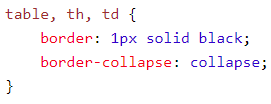 table, th, td {
    border: 1px solid black;
    border-collapse: collapse;
}